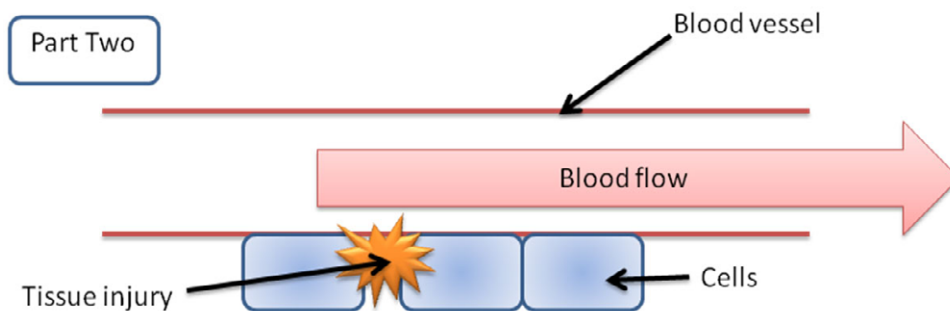 Part Two
Blood vessel
Blood flow
Tissue injury
Cells